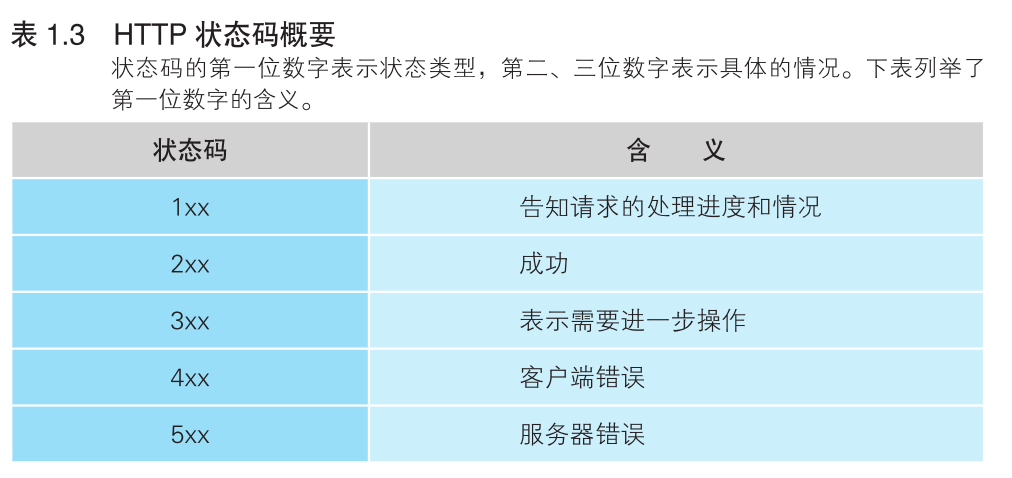 表 1.3 HTTP 状态码概要
状态码的第一位数字表示状态类型，第二、三位数字表示具体的情况。下表列举了
第一位数字的含义。
状态码 含 义
1xx 告知请求的处理进度和情况
2xx 成功
3xx 表示需要进一步操作
4xx 客户端错误
5xx 服务器错误